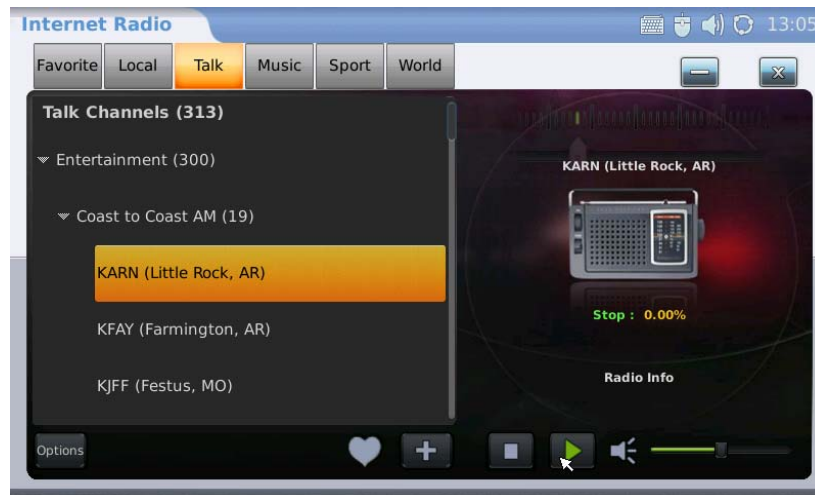 Internet Radio
13:05
Favorite Local Talk Music Sport World
Talk Channels (313)
Entertainment (300)
Coast to Coast AM (19)
KARN (Little Rock, AR)
KFAY (Farmington, AR)
KJFF (Festus, MO)
KARN (Little Rock, AR)
Stop : 0.00%
Radio Info
Options